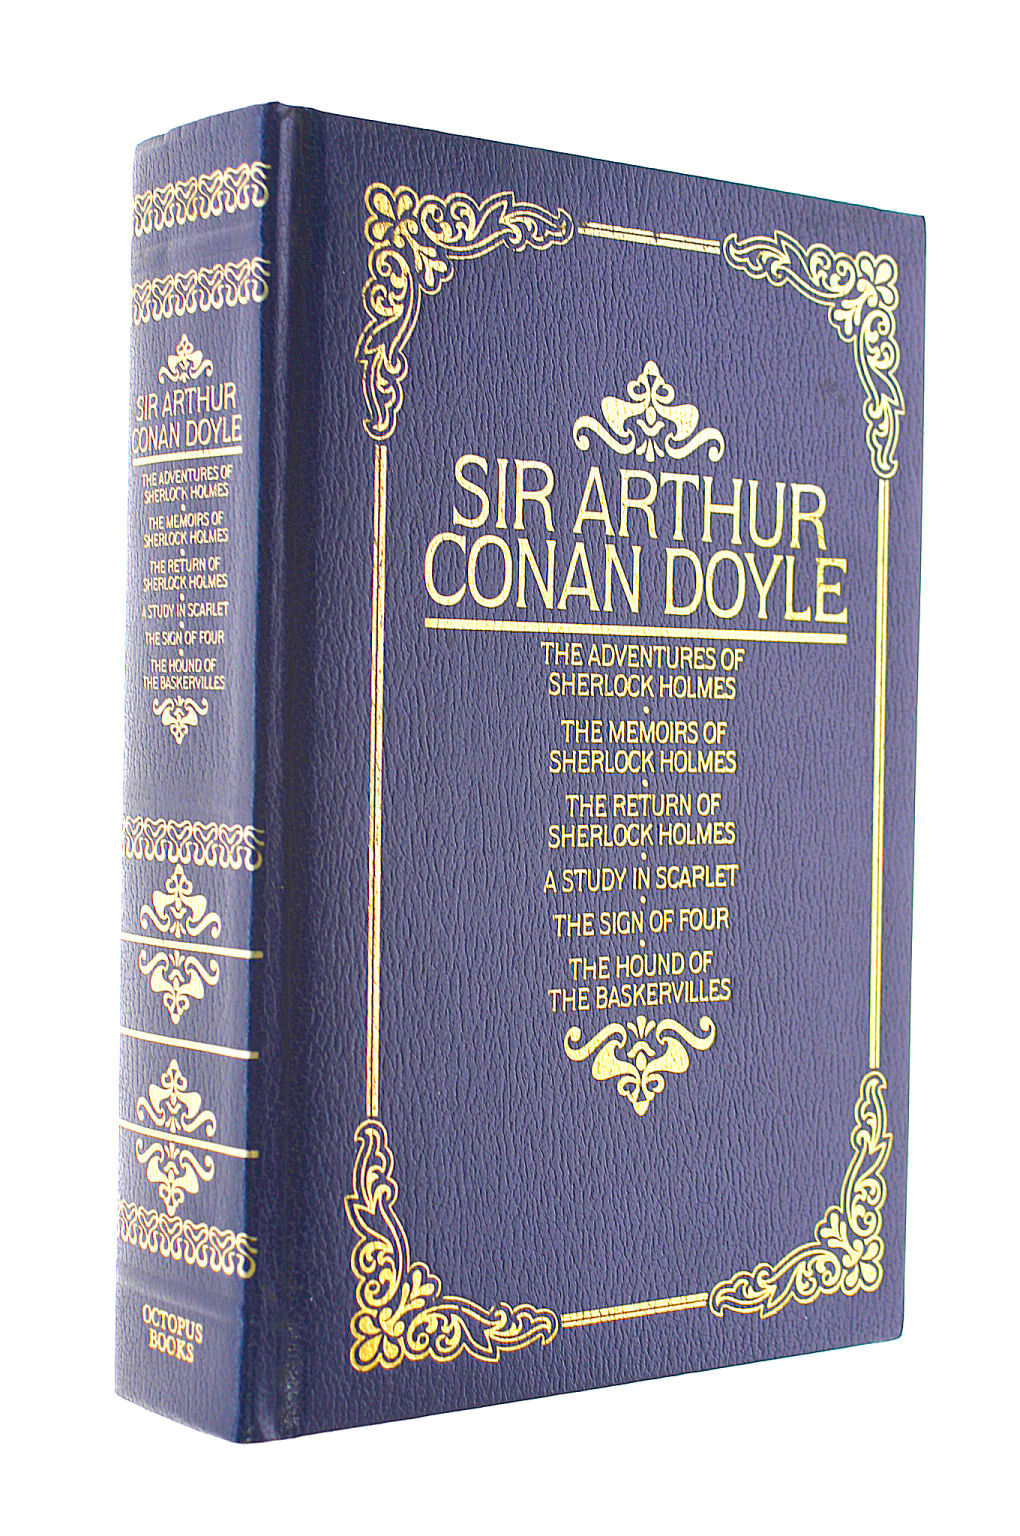 SIR ARTHUR
CONAN DOYLE
THE ADVENTURES OF
SHERLOCK HOLMES
THE MEMOIRS OF
SHERLOCK HOLMES
THE RETURN OF
SHERLOCK HOLMES
A STUDY IN SCARLET
THE SIGN OF FOUR
THE HOUND OF
THE BASKERVILLES
OCTOPUS
BOOKS
SIR ARTHUR
CONAN DOYLE
THE ADVENTURES OF
SHERLOCK HOLMES
THE MEMOIRS OF
SHERLOCK HOLMES
THE RETURN OF
SHERLOCK HOLMES
A STUDY IN SCARLET
THE SIGN OF FOUR
THE HOUND OF
THE BASKERVILLES